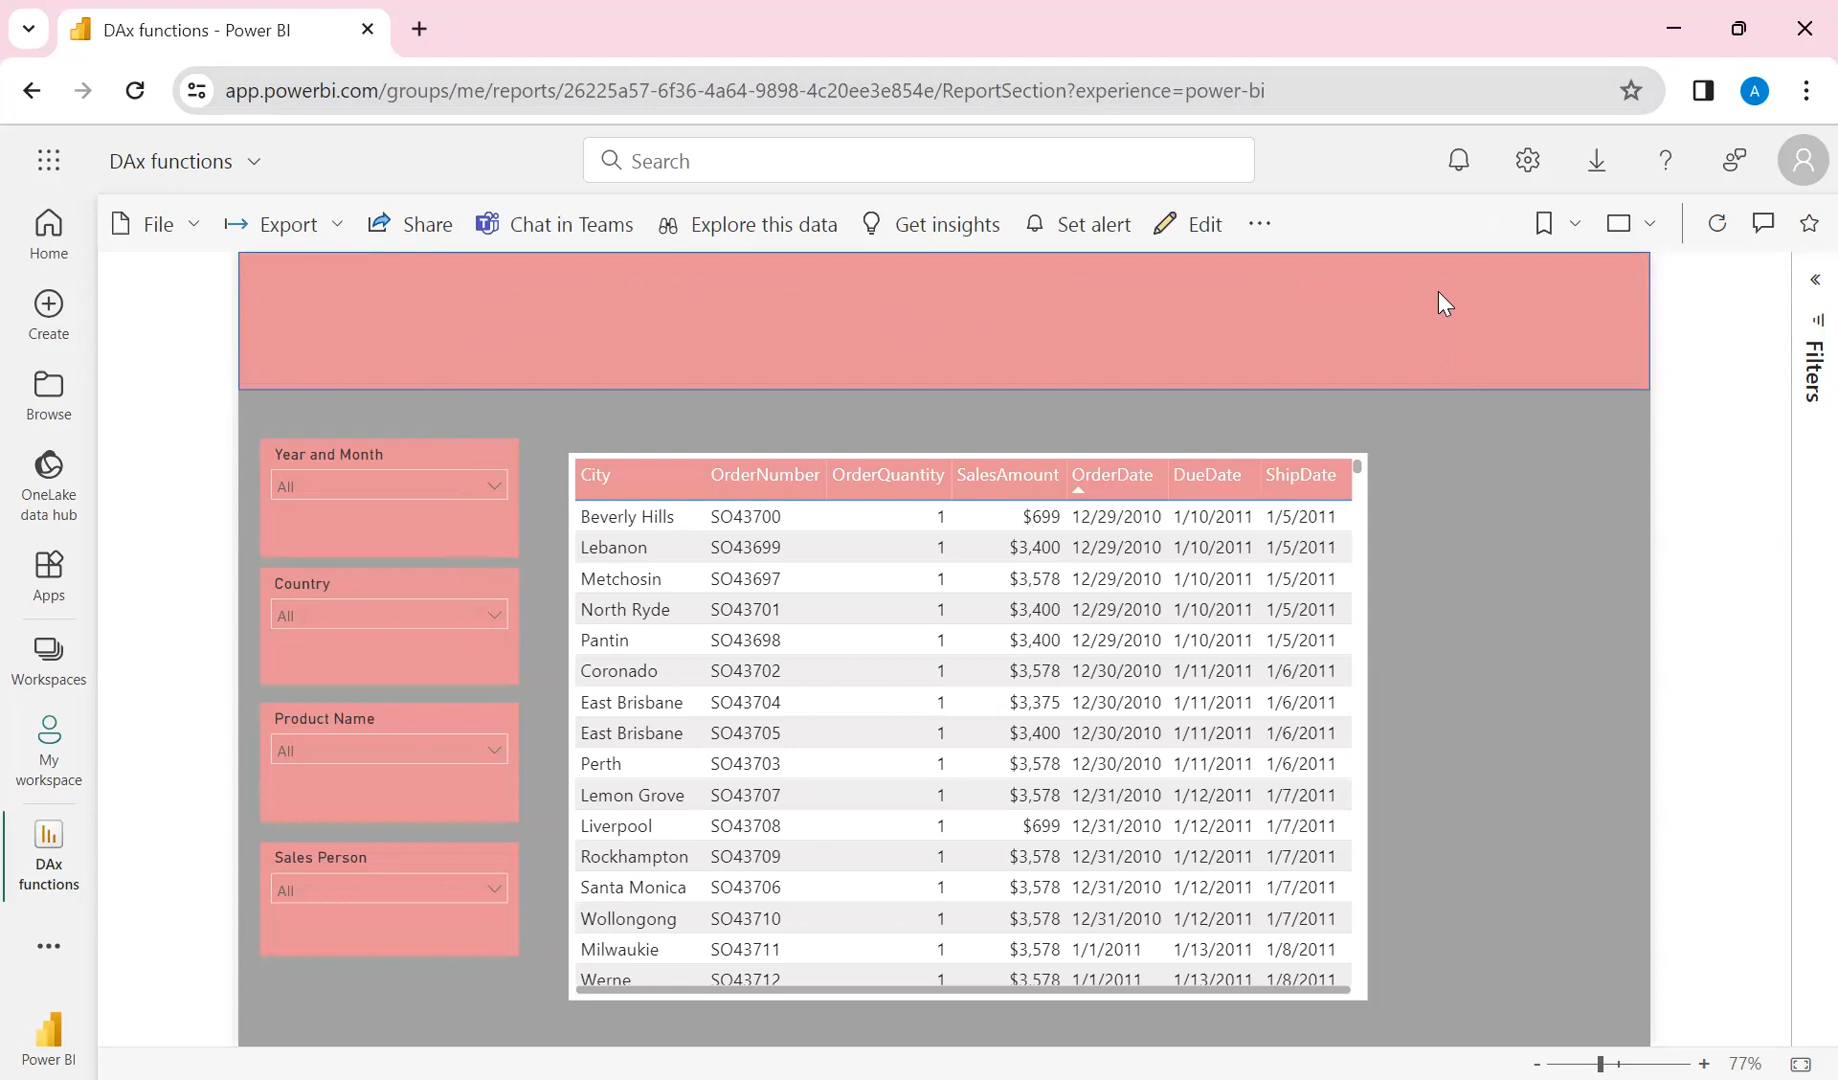 DAx functions - Power BI
app.powerbi.com/groups/me/reports/26225a57-6f36-4a64-9898-4c20ee3e854e/ReportSection?experience=power-bi
A
DAx functions
Search
File Export Share Chat in Teams Explore this data Get insights Set alert Edit
Home
Create
Browse
OneLake
data hub
Apps
Workspaces
My
workspace
DAx
functions
Power BI
Filters
Year and Month
All
Country
All
Product Name
All
Sales Person
All
City OrderNumber OrderQuantity SalesAmount OrderDate DueDate ShipDate
Beverly Hills SO43700 1 $699 12/29/2010 1/10/2011 1/5/2011
Lebanon SO43699 1 $3,400 12/29/2010 1/10/2011 1/5/2011
Metchosin SO43697 1 $3,578 12/29/2010 1/10/2011 1/5/2011
North Ryde SO43701 1 $3,400 12/29/2010 1/10/2011 1/5/2011
Pantin SO43698 1 $3,400 12/29/2010 1/10/2011 1/5/2011
Coronado SO43702 1 $3,578 12/30/2010 1/11/2011 1/6/2011
East Brisbane SO43704 1 $3,375 12/30/2010 1/11/2011 1/6/2011
East Brisbane SO43705 1 $3,400 12/30/2010 1/11/2011 1/6/2011
Perth SO43703 1 $3,578 12/30/2010 1/11/2011 1/6/2011
Lemon Grove SO43707 1 $3,578 12/31/2010 1/12/2011 1/7/2011
Liverpool SO43708 1 $699 12/31/2010 1/12/2011 1/7/2011
Rockhampton SO43709 1 $3,578 12/31/2010 1/12/2011 1/7/2011
Santa Monica SO43706 1 $3,578 12/31/2010 1/12/2011 1/7/2011
Wollongong SO43710 1 $3,578 12/31/2010 1/12/2011 1/7/2011
Milwaukie SO43711 1 $3,578 1/1/2011 1/13/2011 1/8/2011
Werne SO43712 1 $3,578 1/1/2011 1/13/2011 1/8/2011
- + 77%